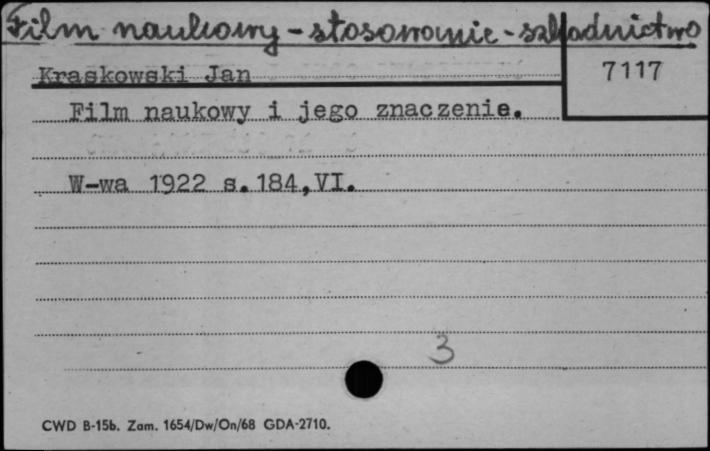 Film naukowy - stosowanie - szkodnictwo
Kraskowski Jan
7117
Film naukowy i jego znaczenie.
W-wa 1922 s.184,VI.
3
CWD B-15b. Zam. 1654/Dw/On/68 GDA-2710.